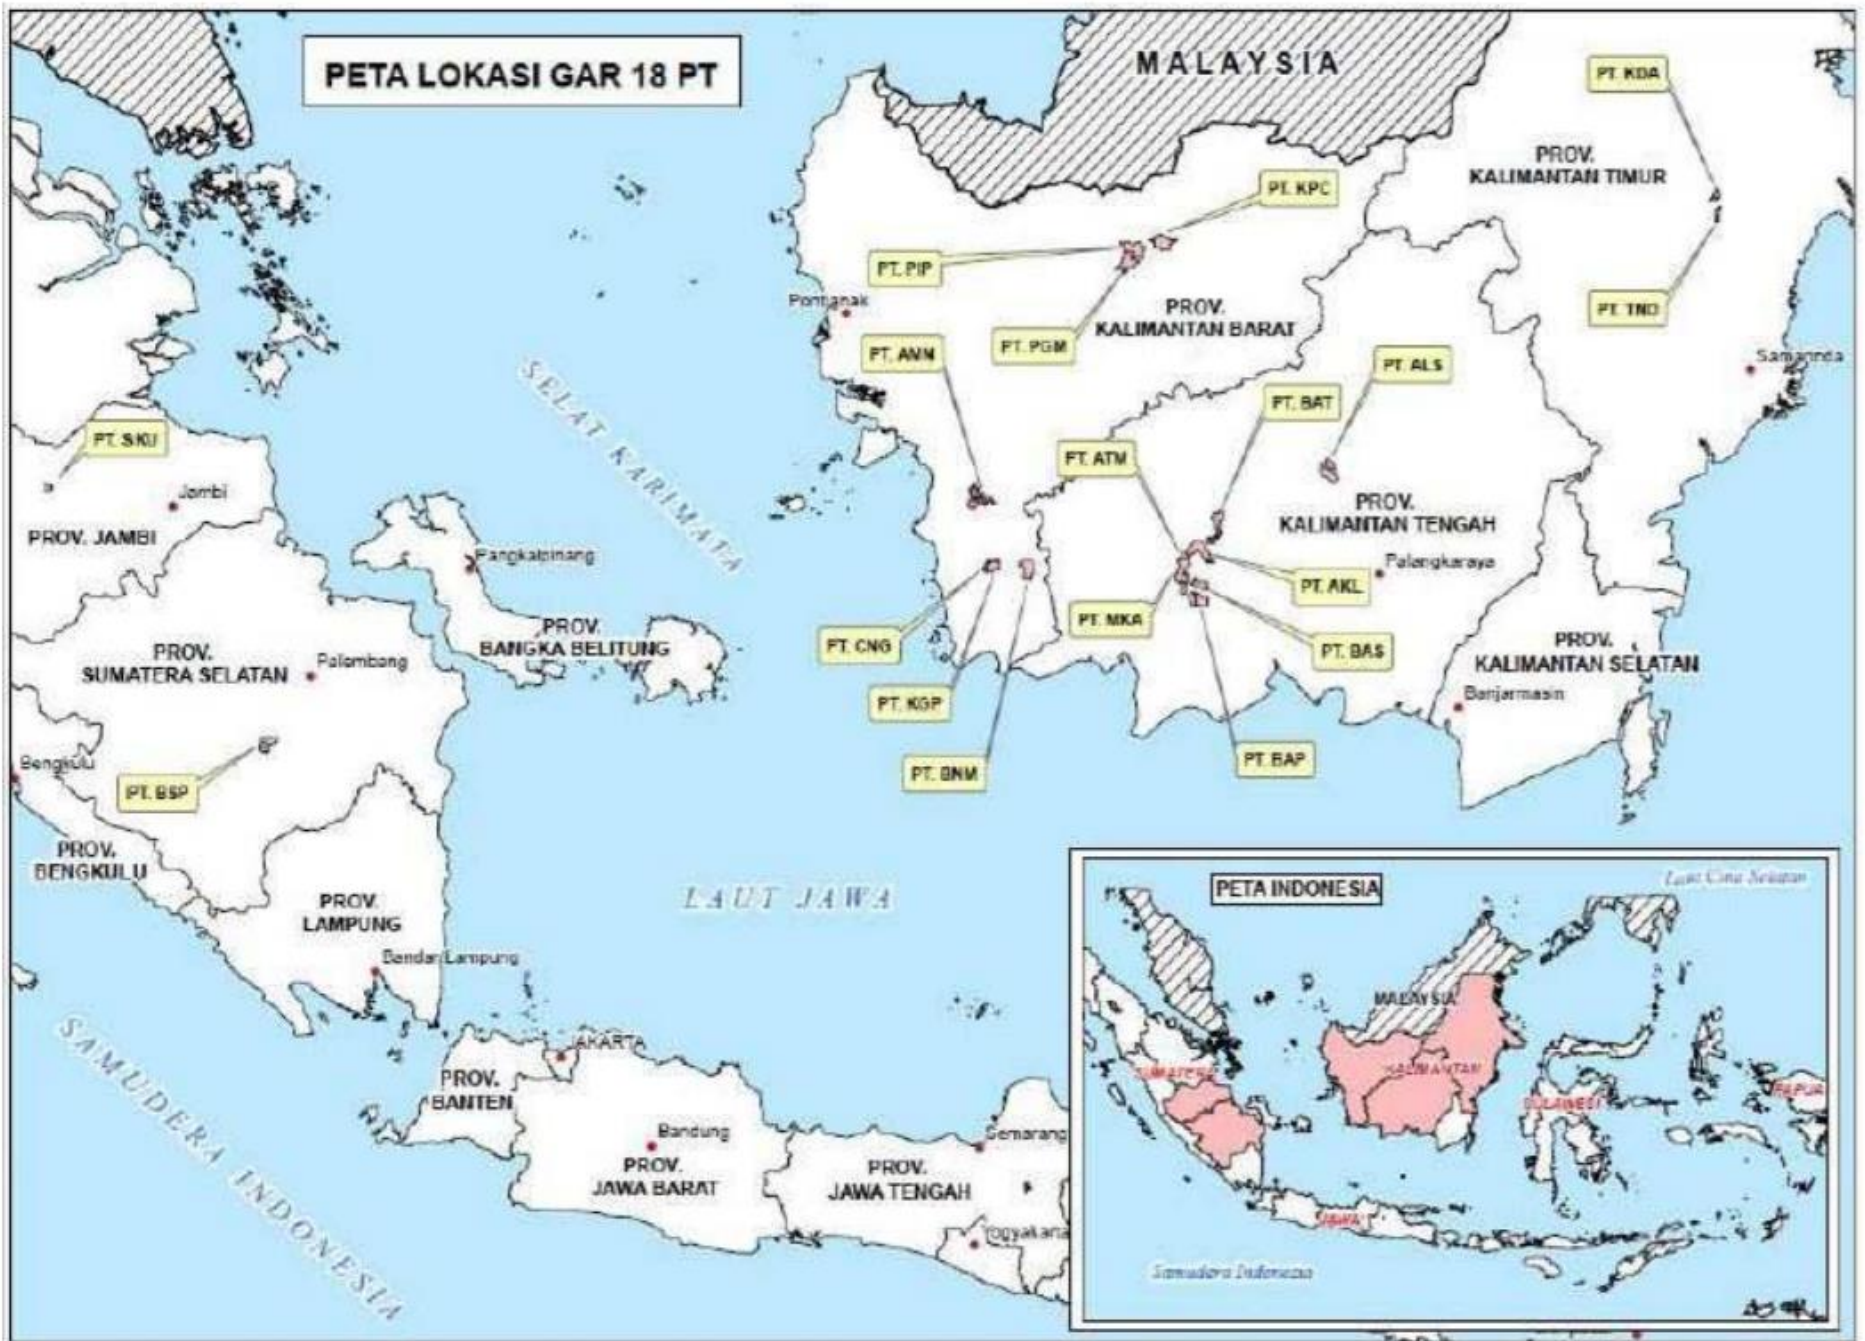 PETA LOKASI GAR 18 PT
MALAYSIA
PT. KDA
PROV.
KALIMANTAN TIMUR
PT. KPC
PT. PIP
Pontianak
PROV.
KALIMANTAN BARAT
PT. TND
PT. PGM
PT. AMN
PT. ALS
Samarinda
SELAT KARIMATA
PT. BAT
PT. SKU
PT. ATM
Jambi
PROV. JAMBI
PROV.
KALIMANTAN TENGAH
Pangkalpinang
Palangkaraya
PT. AKL
PT. MKA
PT. CNG
PT. BAS
PROV.
BANGKA BELITUNG
PROV.
SUMATERA SELATAN
Palembang
PROV.
KALIMANTAN SELATAN
Banjarmasin
PT. KGP
PT. BNM
PT. BAP
Bengkulu
PT. BSP
PROV.
BENGKULU
LAUT JAWA
PROV.
LAMPUNG
Bandar Lampung
SAMUDERA INDONESIA
JAKARTA
PROV.
BANTEN
Bandung
PROV.
JAWA BARAT
Semarang
PROV.
JAWA TENGAH
Yogyakarta
PETA INDONESIA
Laut Cina Selatan
MALAYSIA
SUMATERA
KALIMANTAN
SULAWESI
PAPUA
JAWA
Samudera Indonesia